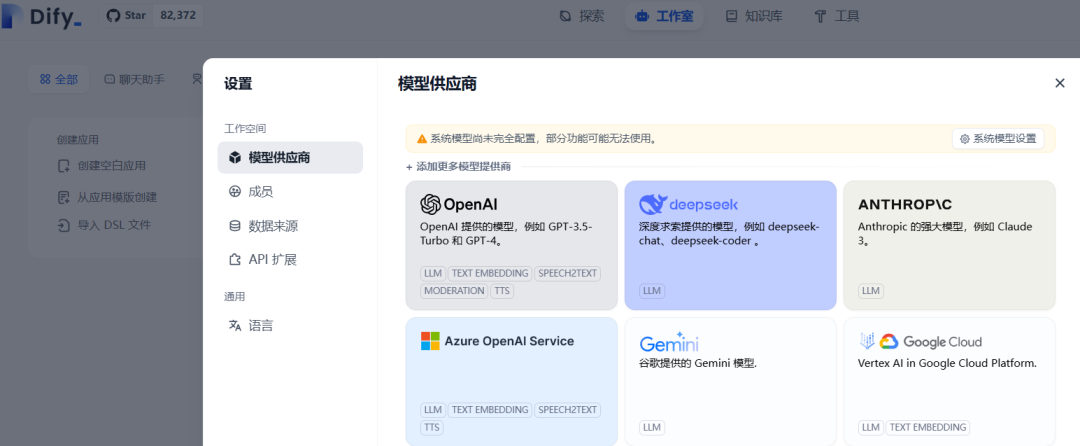 Dify_
Star 82,372
探索
工作室
知识库
工具
全部
聊天助手
创建应用
创建空白应用
从应用模版创建
导入 DSL 文件
设置
工作空间
模型供应商
成员
数据来源
API 扩展
通用
语言
模型供应商
系统模型尚未完全配置，部分功能可能无法使用。
系统模型设置
+ 添加更多模型提供商
OpenAI
OpenAI 提供的模型，例如 GPT-3.5-
Turbo 和 GPT-4。
LLM TEXT EMBEDDING SPEECH2TEXT
MODERATION TTS
deepseek
深度求索提供的模型，例如 deepseek-
chat、deepseek-coder 。
LLM
ANTHROP\C
Anthropic 的强大模型，例如 Claude
3。
LLM
Azure OpenAI Service
LLM TEXT EMBEDDING SPEECH2TEXT
TTS
Gemini
谷歌提供的 Gemini 模型.
LLM
Google Cloud
Vertex AI in Google Cloud Platform.
LLM TEXT EMBEDDING